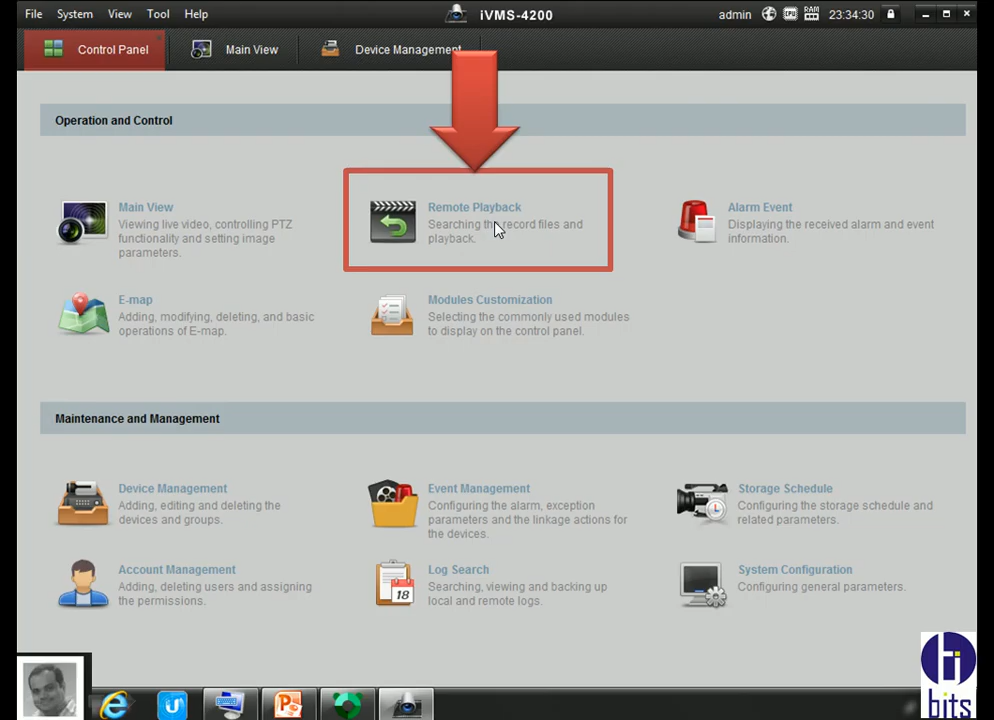 File System View Tool Help
iVMS-4200
admin CPU RAM 23:34:30
Control Panel Main View Device Management
Operation and Control
Main View
Viewing live video, controlling PTZ
functionality and setting image
parameters.
Remote Playback
Searching the record files and
playback.
Alarm Event
Displaying the received alarm and event
information.
E-map
Adding, modifying, deleting, and basic
operations of E-map.
Modules Customization
Selecting the commonly used modules
to display on the control panel.
Maintenance and Management
Device Management
Adding, editing and deleting the
devices and groups.
Event Management
Configuring the alarm, exception
parameters and the linkage actions for
the devices.
Storage Schedule
Configuring the storage schedule and
related parameters.
Account Management
Adding, deleting users and assigning
the permissions.
18
Log Search
Searching, viewing and backing up
local and remote logs.
System Configuration
Configuring general parameters.
hi
bits